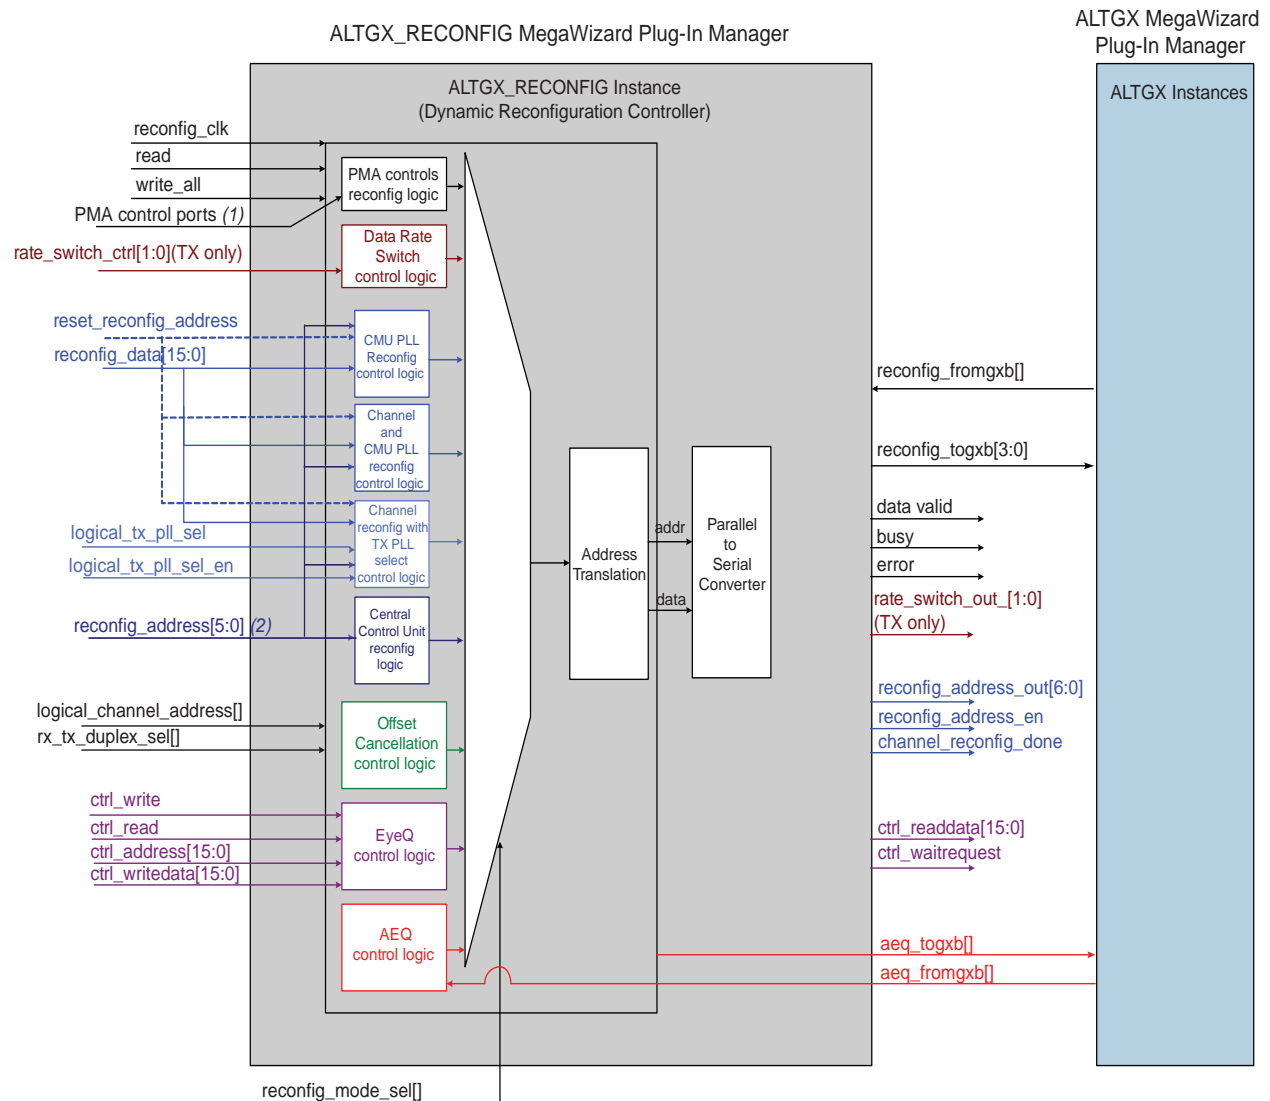 ALTGX_RECONFIG MegaWizard Plug-In Manager
ALTGX MegaWizard
Plug-In Manager
ALTGX_RECONFIG Instance
(Dynamic Reconfiguration Controller)
ALTGX Instances
reconfig_clk
read
write_all
PMA control ports (1)
rate_switch_ctrl[1:0](TX only)
reset_reconfig_address
reconfig_data[15:0]
logical_tx_pll_sel
logical_tx_pll_sel_en
reconfig_address[5:0] (2)
logical_channel_address[]
rx_tx_duplex_sel[]
ctrl_write
ctrl_read
ctrl_address[15:0]
ctrl_writedata[15:0]
PMA controls
reconfig logic
Data Rate
Switch
control logic
CMU PLL
Reconfig
control logic
Channel
and
CMU PLL
reconfig
control logic
Channel
reconfig with
TX PLL
select
control logic
Central
Control Unit
reconfig
logic
Offset
Cancellation
control logic
EyeQ
control logic
AEQ
control logic
Address
Translation
addr
data
Parallel
to
Serial
Converter
reconfig_fromgxb[]
reconfig_togxb[3:0]
data valid
busy
error
rate_switch_out_[1:0]
(TX only)
reconfig_address_out[6:0]
reconfig_address_en
channel_reconfig_done
ctrl_readdata[15:0]
ctrl_waitrequest
aeq_togxb[]
aeq_fromgxb[]
reconfig_mode_sel[]